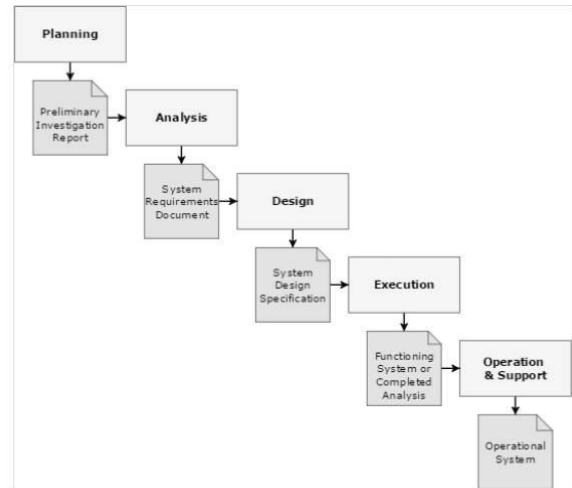 Planning
Preliminary
Investigation
Report
Analysis
System
Requirements
Document
Design
System
Design
Specification
Execution
Functioning
System or
Completed
Analysis
Operation
& Support
Operational
System